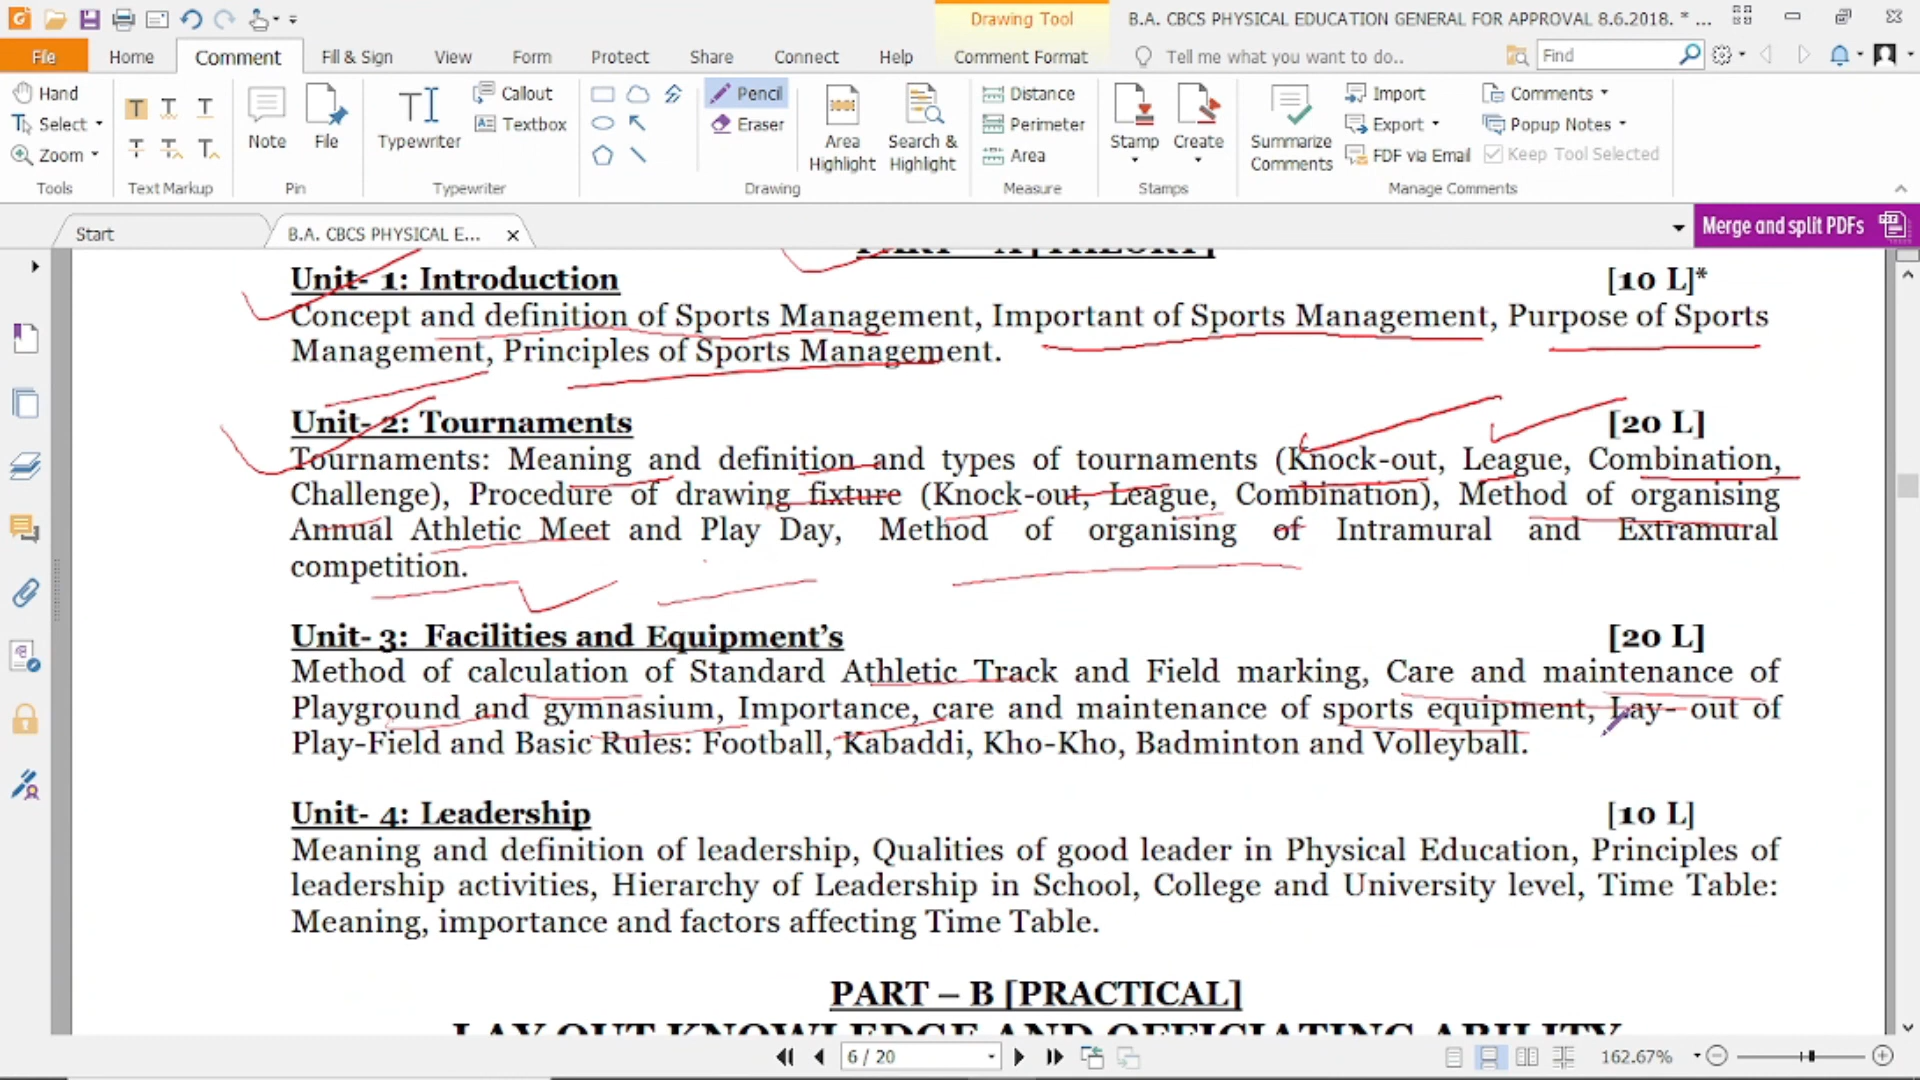 Drawing Tool
B.A. CBCS PHYSICAL EDUCATION GENERAL FOR APPROVAL 8.6.2018. * ...
File Home Comment Fill & Sign View Form Protect Share Connect Help Comment Format Tell me what you want to do.. Find
Hand
Select
Zoom
Tools
Text Markup
Note
File
Pin
Typewriter
Callout
Textbox
Typewriter
Pencil
Eraser
Area Highlight
Search & Highlight
Drawing
Distance
Perimeter
Area
Measure
Stamp
Create
Stamps
Summarize Comments
Import
Export
FDF via Email
Comments
Popup Notes
Keep Tool Selected
Manage Comments
Start
B.A. CBCS PHYSICAL E...
Merge and split PDFs
PART – A [THEORY]
Unit- 1: Introduction [10 L]*
Concept and definition of Sports Management, Important of Sports Management, Purpose of Sports
Management, Principles of Sports Management.
Unit- 2: Tournaments [20 L]
Tournaments: Meaning and definition and types of tournaments (Knock-out, League, Combination,
Challenge), Procedure of drawing fixture (Knock-out, League, Combination), Method of organising
Annual Athletic Meet and Play Day, Method of organising of Intramural and Extramural
competition.
Unit- 3: Facilities and Equipment's [20 L]
Method of calculation of Standard Athletic Track and Field marking, Care and maintenance of
Playground and gymnasium, Importance, care and maintenance of sports equipment, Lay- out of
Play-Field and Basic Rules: Football, Kabaddi, Kho-Kho, Badminton and Volleyball.
Unit- 4: Leadership [10 L]
Meaning and definition of leadership, Qualities of good leader in Physical Education, Principles of
leadership activities, Hierarchy of Leadership in School, College and University level, Time Table:
Meaning, importance and factors affecting Time Table.
PART – B [PRACTICAL]
LAY OUT KNOWLEDGE AND OFFICIATING ABILITY
6 / 20
162.67%